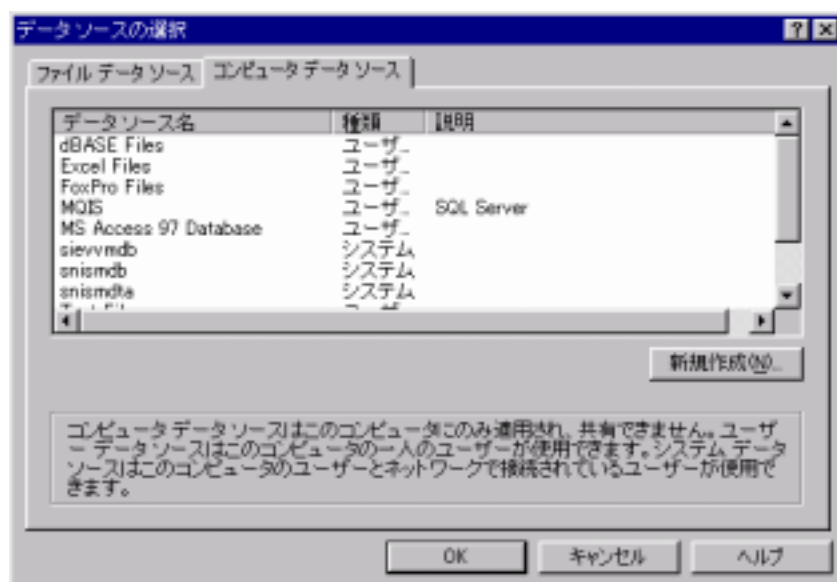 データ ソースの選択
ファイル データ ソース コンピュータ データ ソース
データ ソース名 種類 説明
dBASE Files ユーザ...
Excel Files ユーザ...
FoxPro Files ユーザ...
MQIS ユーザ... SQL Server
MS Access 97 Database ユーザ...
sievvmdb システム
snismdb システム
snismdta システム
新規作成(N)...
コンピュータ データ ソースはこのコンピュータにのみ適用され、共有できません。ユーザ
ー データ ソースはこのコンピュータの一人のユーザーが使用できます。システム データ
ソースはこのコンピュータのユーザーとネットワークで接続されているユーザーが使用で
きます。
OK キャンセル ヘルプ